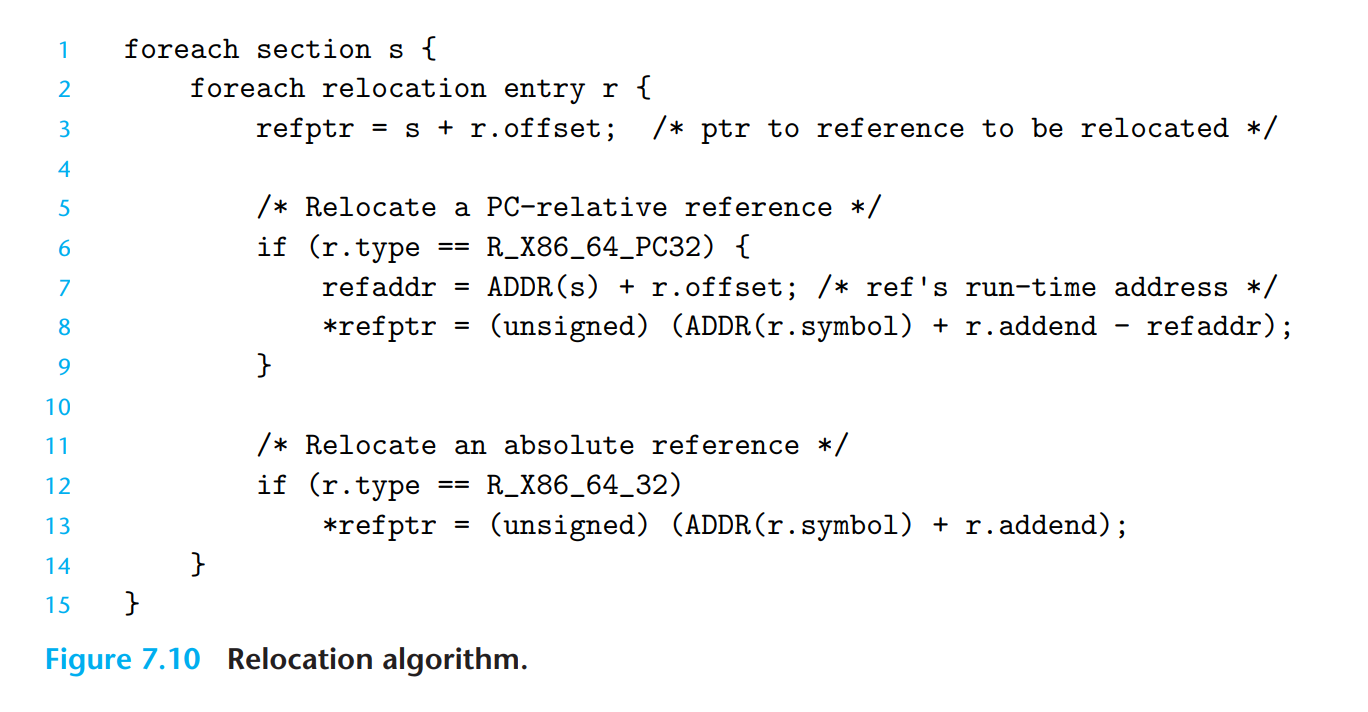 1 foreach section s {
2 foreach relocation entry r {
3 refptr = s + r.offset; /* ptr to reference to be relocated */
4
5 /* Relocate a PC-relative reference */
6 if (r.type == R_X86_64_PC32) {
7 refaddr = ADDR(s) + r.offset; /* ref's run-time address */
8 *refptr = (unsigned) (ADDR(r.symbol) + r.addend - refaddr);
9 }
10
11 /* Relocate an absolute reference */
12 if (r.type == R_X86_64_32)
13 *refptr = (unsigned) (ADDR(r.symbol) + r.addend);
14 }
15 }
Figure 7.10 Relocation algorithm.